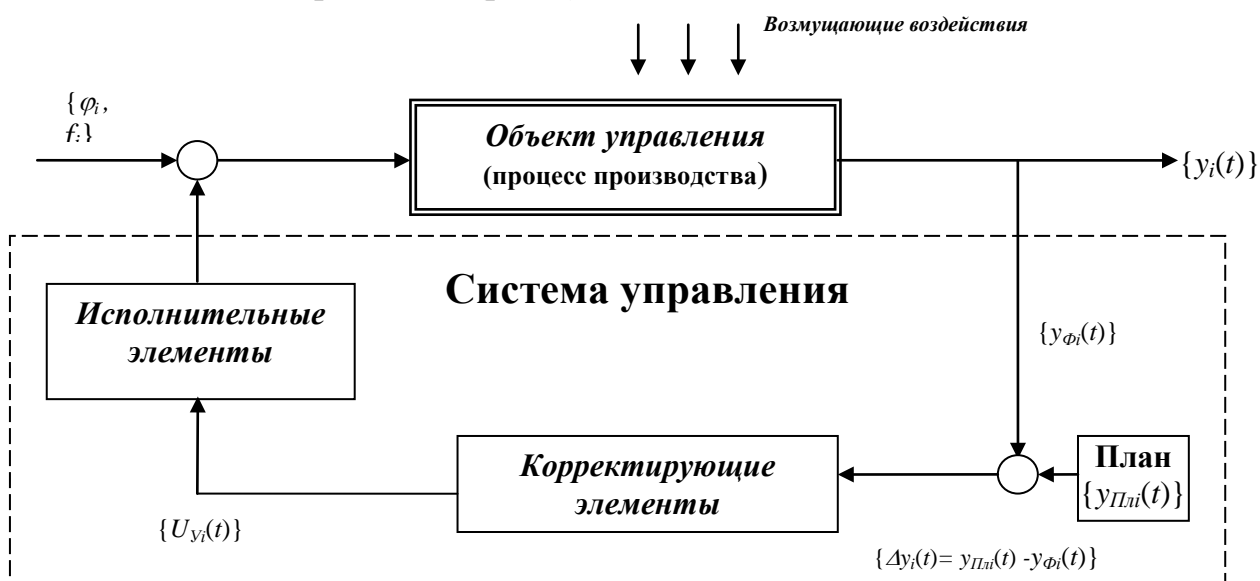 Возмущающие воздействия
{φi,
fi}
Объект управления
(процесс производства)
{yi(t)}
Система управления
Исполнительные
элементы
{yФi(t)}
Корректирующие
элементы
План
{yПлi(t)}
{UУi(t)}
{Δyi(t)= yПлi(t) -yФi(t)}